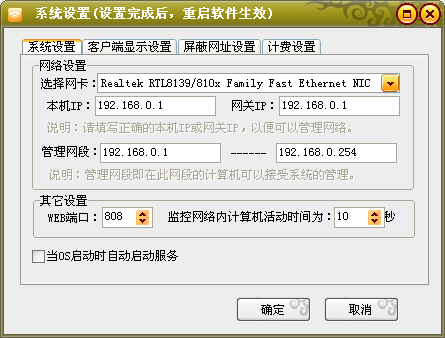 系统设置(设置完成后，重启软件生效)
系统设置 客户端显示设置 屏蔽网址设置 计费设置
网络设置
选择网卡：Realtek RTL8139/810x Family Fast Ethernet NIC
本机IP：192.168.0.1 网关IP：192.168.0.1
说明：请填写正确的本机IP或网关IP，以便可以管理网络。
管理网段：192.168.0.1 ------ 192.168.0.254
说明：管理网段即在此网段的计算机可以接受系统的管理。
其它设置
WEB端口：808 监控网络内计算机活动时间为：10秒
当OS启动时自动启动服务
确定 取消